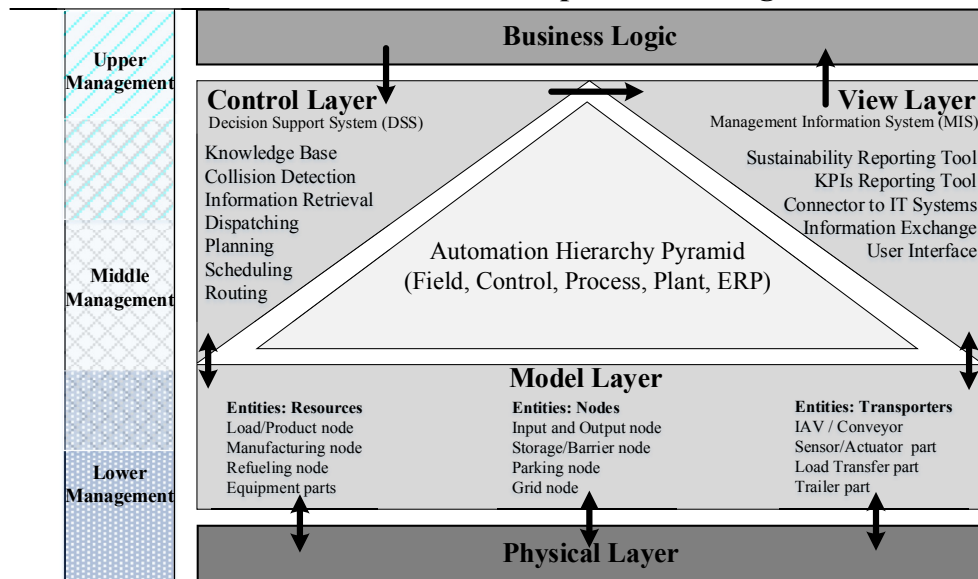 Business Logic
Upper
Management
Middle
Management
Lower
Management
Control Layer
Decision Support System (DSS)
Knowledge Base
Collision Detection
Information Retrieval
Dispatching
Planning
Scheduling
Routing
View Layer
Management Information System (MIS)
Sustainability Reporting Tool
KPIs Reporting Tool
Connector to IT Systems
Information Exchange
User Interface
Automation Hierarchy Pyramid
(Field, Control, Process, Plant, ERP)
Model Layer
Entities: Resources
Load/Product node
Manufacturing node
Refueling node
Equipment parts
Entities: Nodes
Input and Output node
Storage/Barrier node
Parking node
Grid node
Entities: Transporters
IAV / Conveyor
Sensor/Actuator part
Load Transfer part
Trailer part
Physical Layer